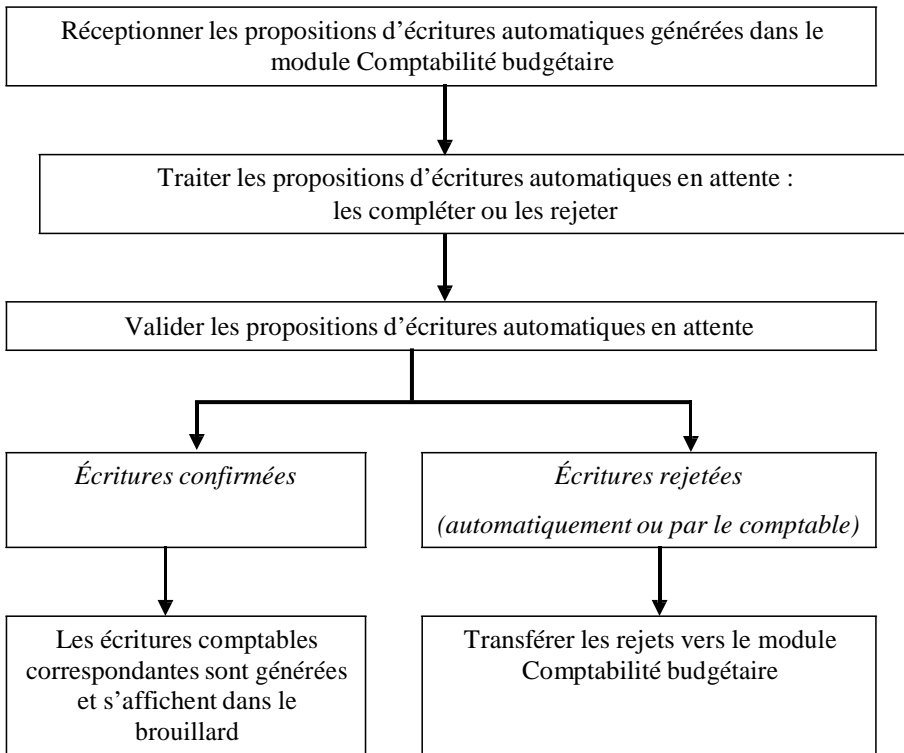 Réceptionner les propositions d’écritures automatiques générées dans le
module Comptabilité budgétaire
Traiter les propositions d’écritures automatiques en attente :
les compléter ou les rejeter
Valider les propositions d’écritures automatiques en attente
Écritures confirmées
Écritures rejetées
(automatiquement ou par le comptable)
Les écritures comptables
correspondantes sont générées
et s’affichent dans le
brouillard
Transférer les rejets vers le module
Comptabilité budgétaire